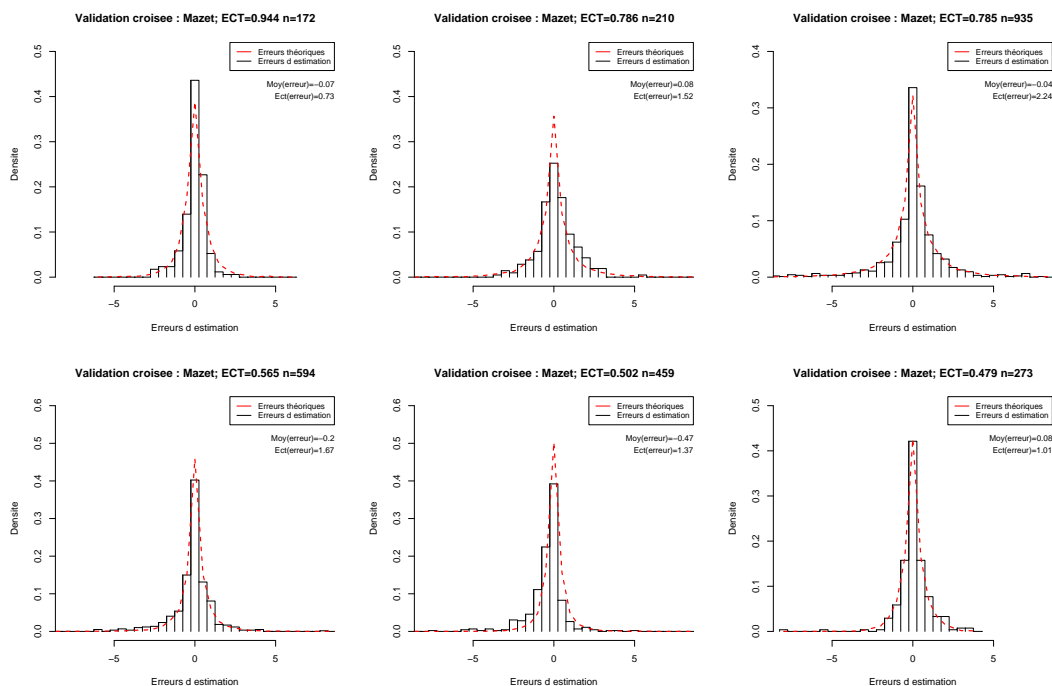 Validation croisee : Mazet; ECT=0.944 n=172
Erreurs théoriques
Erreurs d estimation
Moy(erreur)=−0.07
Ect(erreur)=0.73
Densite
0.0
0.1
0.2
0.3
0.4
0.5
−5
0
5
Erreurs d estimation
Validation croisee : Mazet; ECT=0.786 n=210
Erreurs théoriques
Erreurs d estimation
Moy(erreur)=0.08
Ect(erreur)=1.52
Densite
0.0
0.1
0.2
0.3
0.4
0.5
−5
0
5
Erreurs d estimation
Validation croisee : Mazet; ECT=0.785 n=935
Erreurs théoriques
Erreurs d estimation
Moy(erreur)=−0.04
Ect(erreur)=2.24
Densite
0.0
0.1
0.2
0.3
0.4
−5
0
5
Erreurs d estimation
Validation croisee : Mazet; ECT=0.565 n=594
Erreurs théoriques
Erreurs d estimation
Moy(erreur)=−0.2
Ect(erreur)=1.67
Densite
0.0
0.1
0.2
0.3
0.4
0.5
0.6
−5
0
5
Erreurs d estimation
Validation croisee : Mazet; ECT=0.502 n=459
Erreurs théoriques
Erreurs d estimation
Moy(erreur)=−0.47
Ect(erreur)=1.37
Densite
0.0
0.1
0.2
0.3
0.4
0.5
0.6
−5
0
5
Erreurs d estimation
Validation croisee : Mazet; ECT=0.479 n=273
Erreurs théoriques
Erreurs d estimation
Moy(erreur)=0.08
Ect(erreur)=1.01
Densite
0.0
0.1
0.2
0.3
0.4
0.5
−5
0
5
Erreurs d estimation